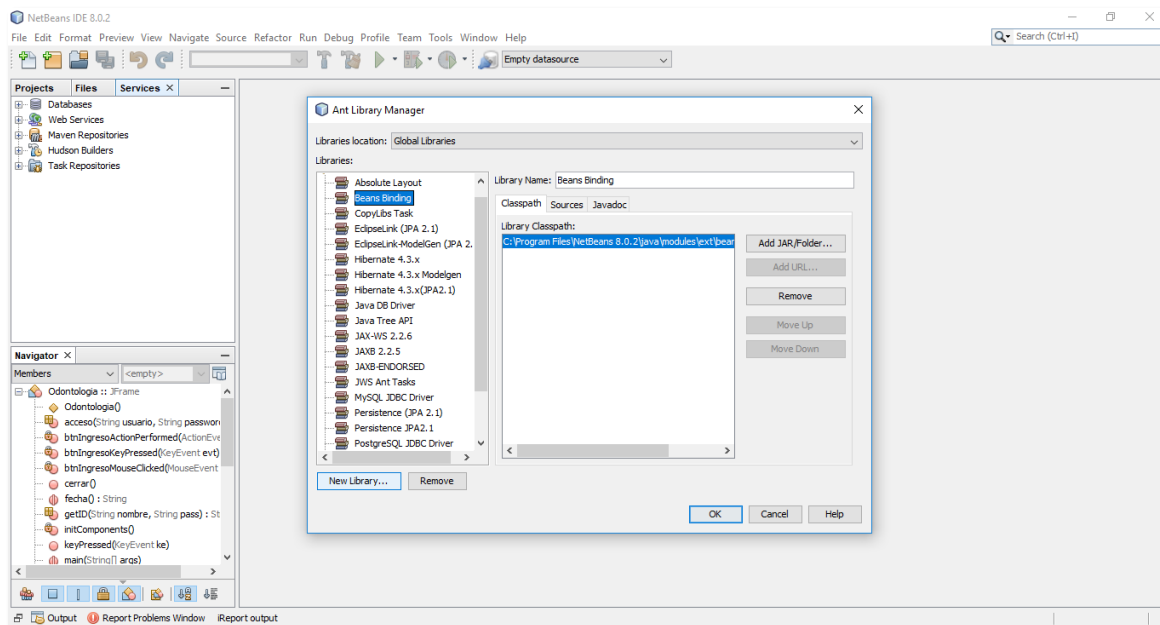 NetBeans IDE 8.0.2
File Edit Format Preview View Navigate Source Refactor Run Debug Profile Team Tools Window Help
Search (Ctrl+I)
Empty datasource
Projects Files Services
Databases
Web Services
Maven Repositories
Hudson Builders
Task Repositories
Navigator
Members <empty>
Odontologia :: JFrame
Odontologia()
acceso(String usuario, String password
btnIngresoActionPerformed(ActionEve
btnIngresoKeyPressed(KeyEvent evt)
btnIngresoMouseClicked(MouseEvent
cerrar()
fecha() : String
getID(String nombre, String pass) : St
initComponents()
keyPressed(KeyEvent ke)
main(String[] args)
Ant Library Manager
Libraries location: Global Libraries
Libraries:
Absolute Layout
Beans Binding
CopyLibs Task
EclipseLink (JPA 2.1)
EclipseLink-ModelGen (JPA 2.
Hibernate 4.3.x
Hibernate 4.3.x Modelgen
Hibernate 4.3.x(JPA2.1)
Java DB Driver
Java Tree API
JAX-WS 2.2.6
JAXB 2.2.5
JAXB-ENDORSED
JWS Ant Tasks
MySQL JDBC Driver
Persistence (JPA 2.1)
Persistence JPA2.1
PostgreSQL JDBC Driver
New Library... Remove
Library Name: Beans Binding
Classpath Sources Javadoc
Library Classpath:
C:\Program Files\NetBeans 8.0.2\java\modules\ext\bear
Add JAR/Folder...
Add URL...
Remove
Move Up
Move Down
OK Cancel Help
Output Report Problems Window iReport output